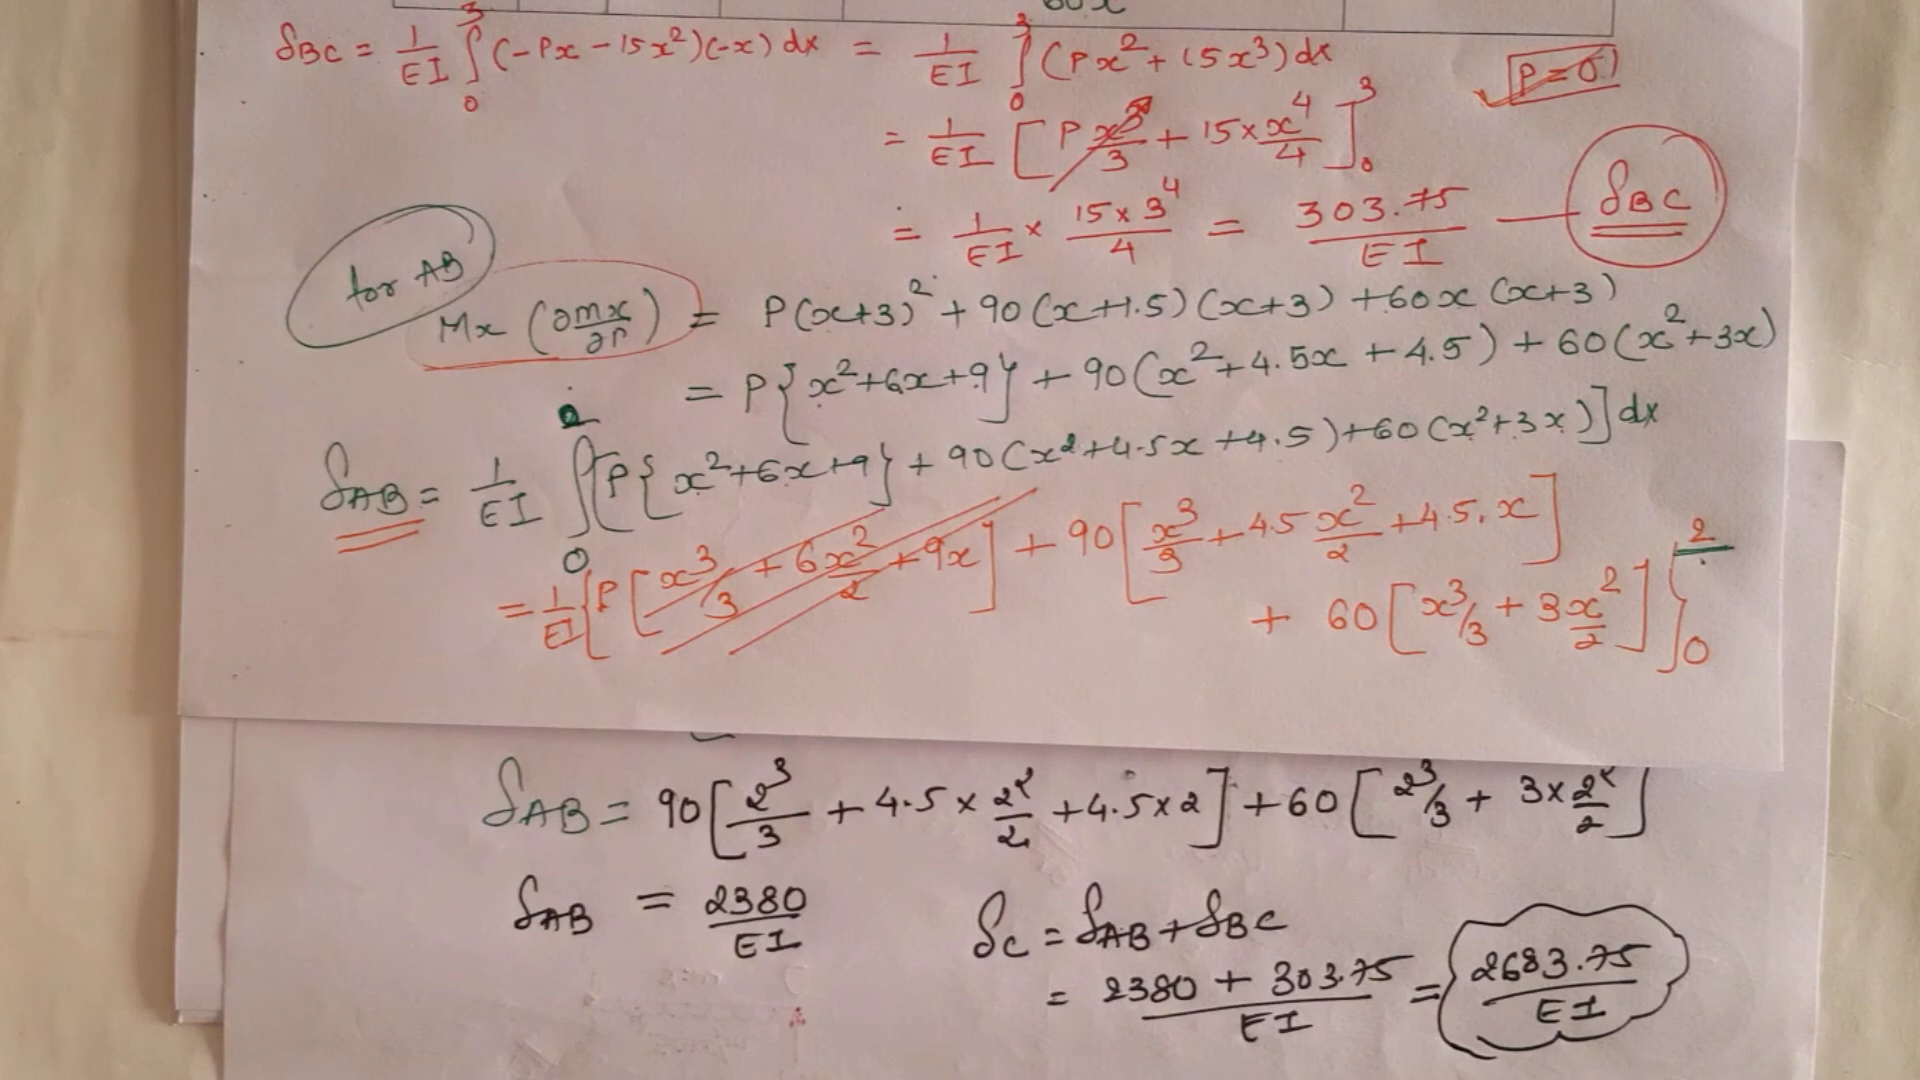 60x
δBC = 1/EI ∫₀³ (-Px - 15x²)(-x) dx = 1/EI ∫₀³ (Px² + 15x³) dx
P=0
= 1/EI [P x³/3 + 15 × x⁴/4]₀³
= 1/EI × 15×3⁴/4 = 303.75/EI — δBC
for AB
Mx (∂Mx/∂P) = P(x+3)² + 90(x+1.5)(x+3) + 60x(x+3)
= P{x²+6x+9} + 90(x²+4.5x+4.5) + 60(x²+3x)
δAB = 1/EI ∫₀² [P{x²+6x+9} + 90(x²+4.5x+4.5)+60(x²+3x)] dx
= 1/EI {P[x³/3 + 6x²/2 + 9x] + 90[x³/3 + 4.5 x²/2 + 4.5.x]
+ 60[x³/3 + 3x²/2]}₀²
δAB = 90[2³/3 + 4.5 × 2²/2 + 4.5×2] + 60[2³/3 + 3×2²/2]
δAB = 2380/EI
δC = δAB + δBC
= 2380 + 303.75/EI = 2683.75/EI